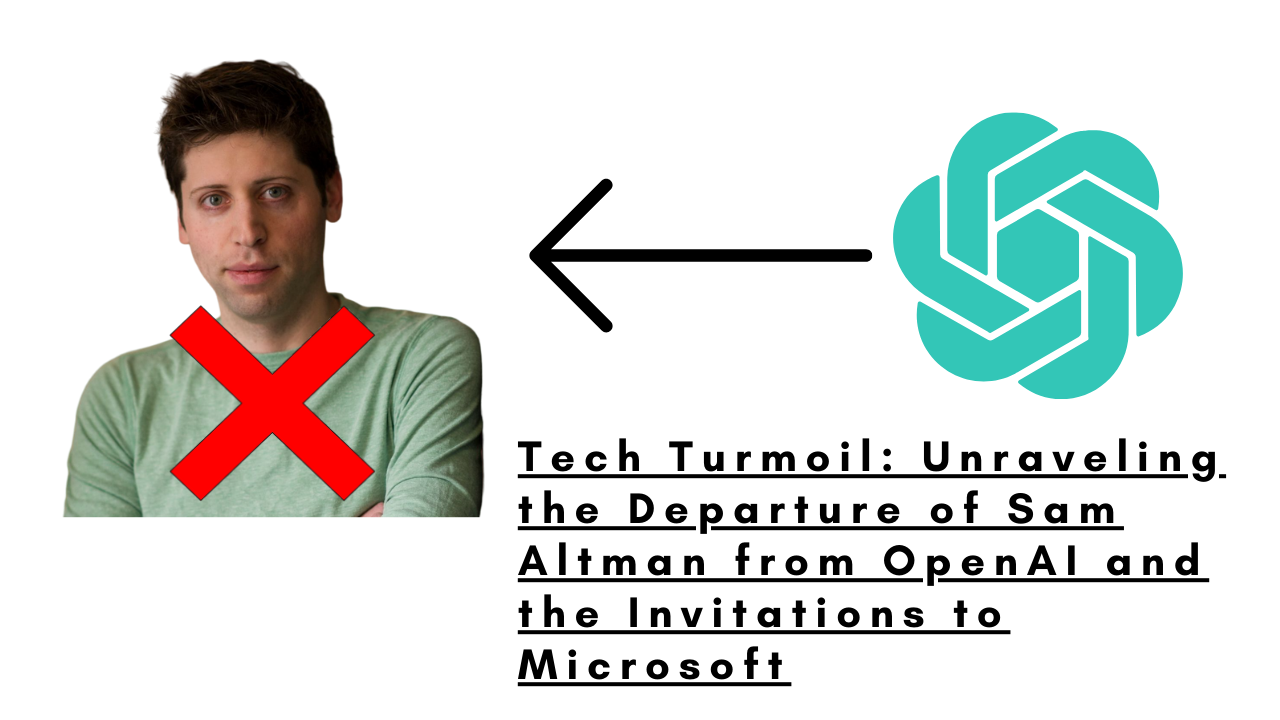 Tech Turmoil: Unraveling
the Departure of Sam
Altman from OpenAI and
the Invitations to
Microsoft